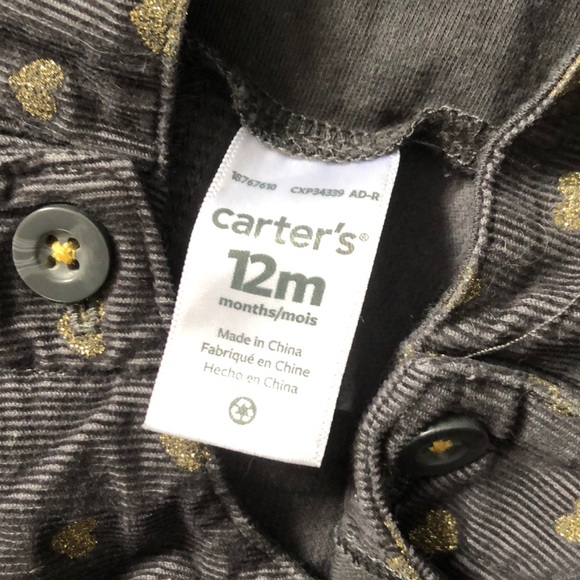 18767610 CXP34339 AD-R
carter's®
12m
months/mois
Made in China
Fabriqué en Chine
Hecho en China